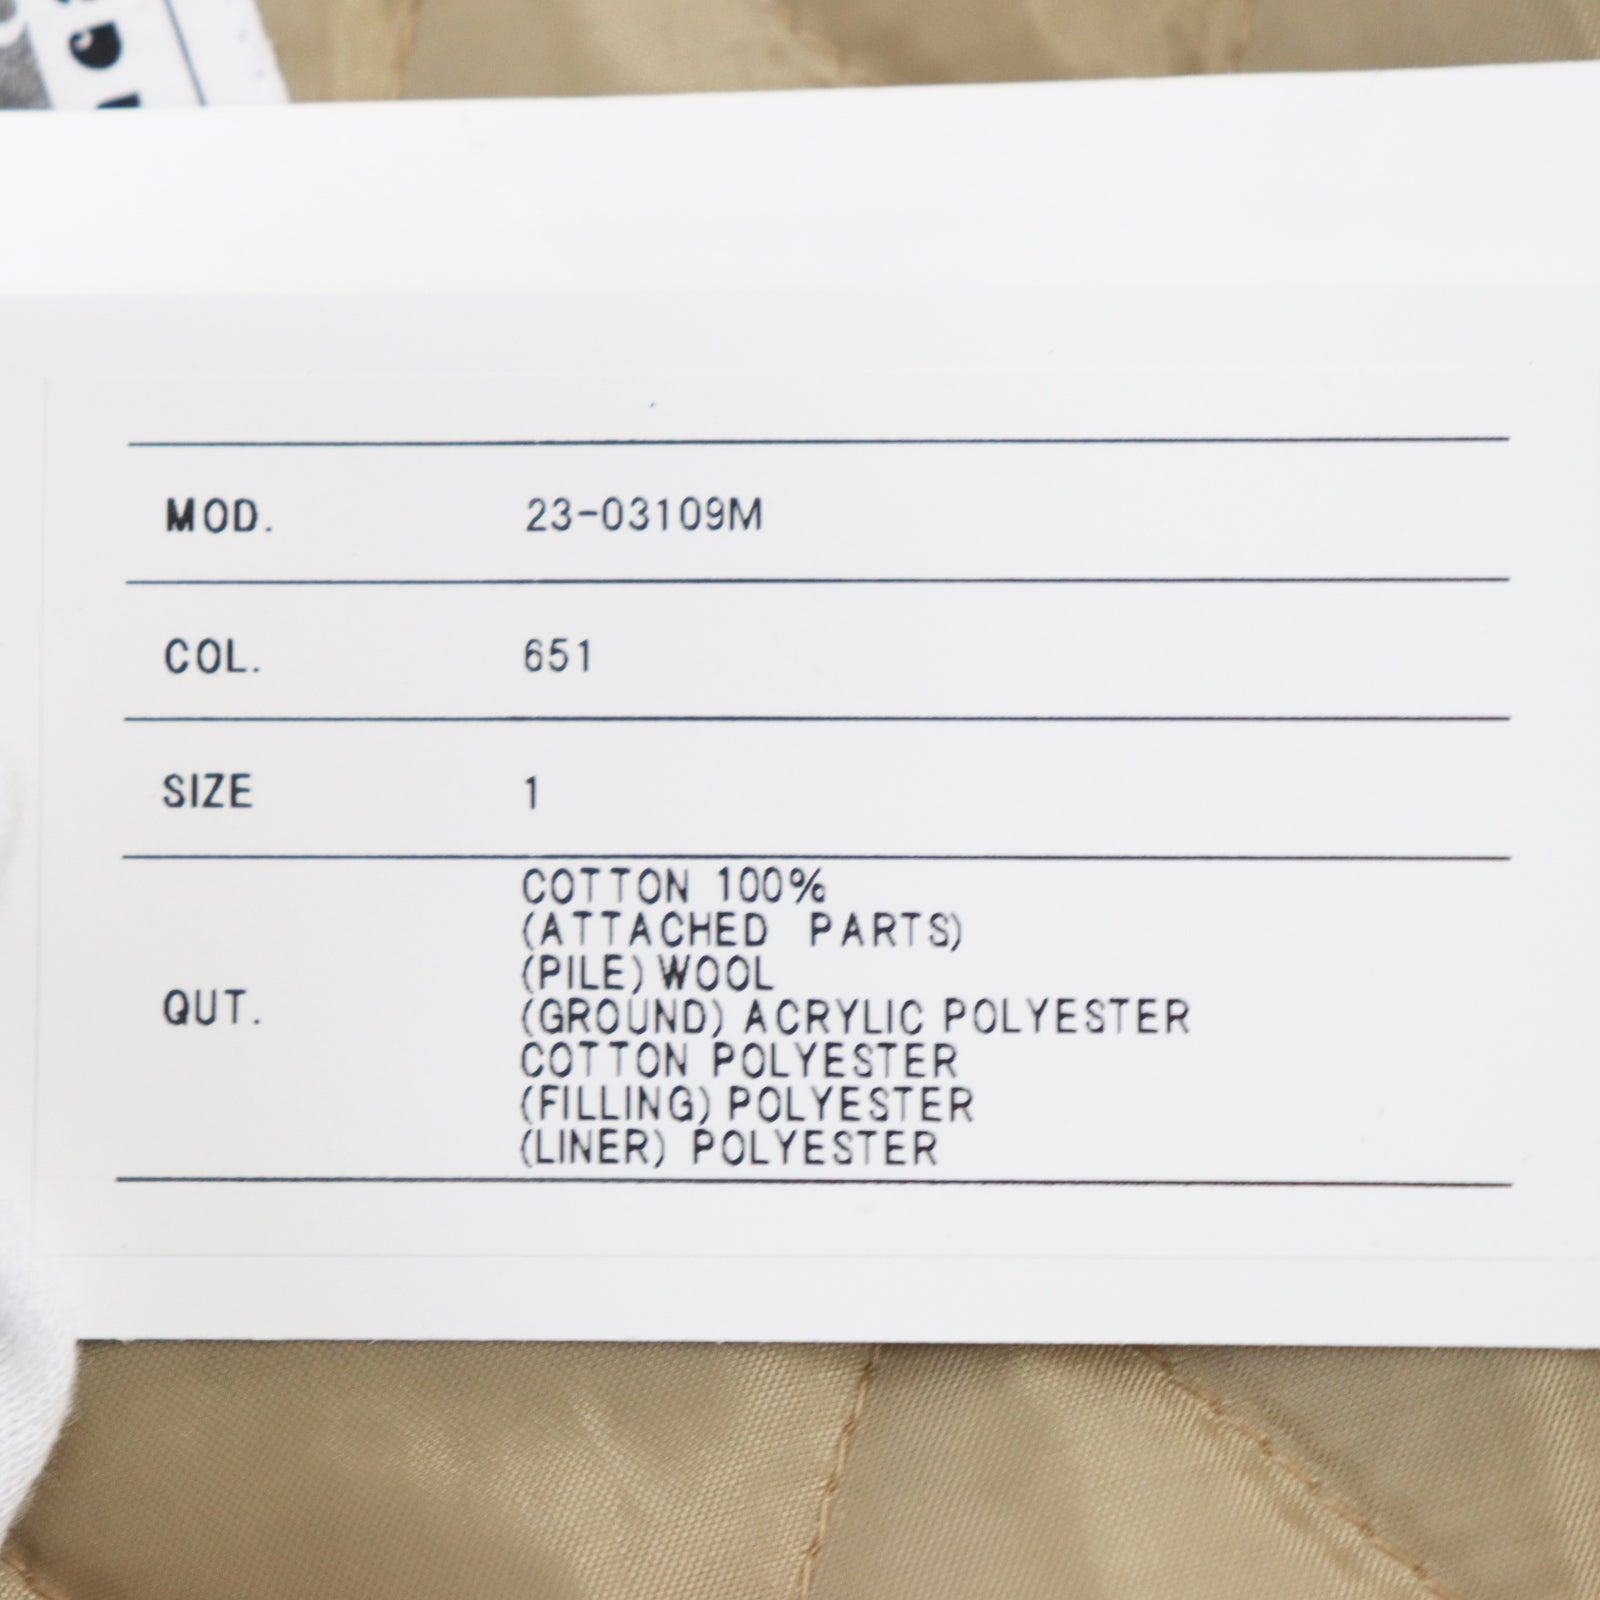 MOD. 23-03109M
COL. 651
SIZE 1
QUT. COTTON 100%
(ATTACHED PARTS)
(PILE) WOOL
(GROUND) ACRYLIC POLYESTER
COTTON POLYESTER
(FILLING) POLYESTER
(LINER) POLYESTER